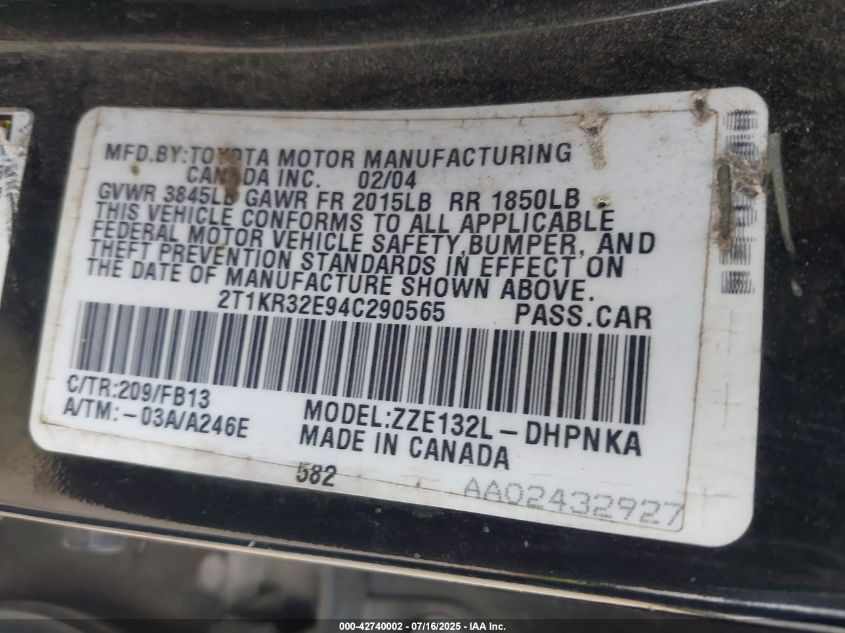 MFD.BY:TOYOTA MOTOR MANUFACTURING
CANADA INC. 02/04
GVWR 3845LB GAWR FR 2015LB RR 1850LB
THIS VEHICLE CONFORMS TO ALL APPLICABLE
FEDERAL MOTOR VEHICLE SAFETY,BUMPER, AND
THEFT PREVENTION STANDARDS IN EFFECT ON
THE DATE OF MANUFACTURE SHOWN ABOVE.
2T1KR32E94C290565 PASS.CAR
C/TR:209/FB13
A/TM:-03A/A246E
MODEL:ZZE132L-DHPNKA
MADE IN CANADA
582
AA02432927
000-42740002 - 07/16/2025 - IAA Inc.